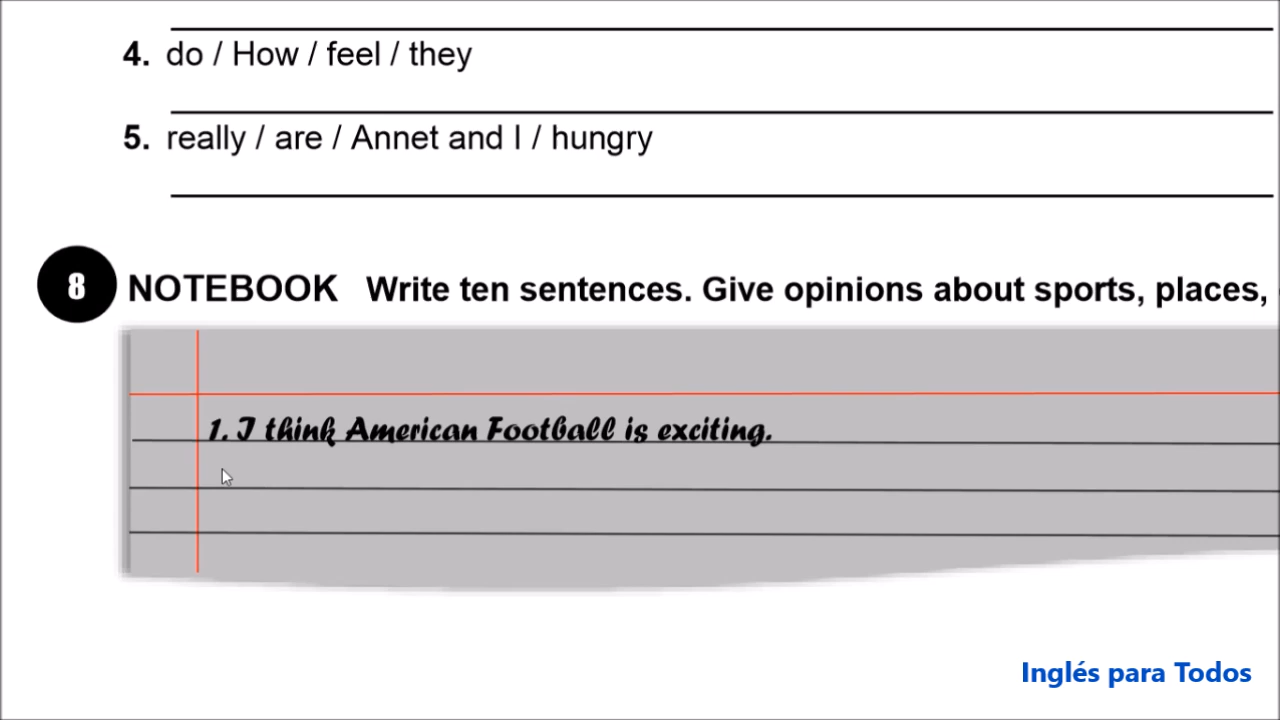 4. do / How / feel / they
5. really / are / Annet and I / hungry
8 NOTEBOOK Write ten sentences. Give opinions about sports, places,
1. I think American Football is exciting.
Inglés para Todos